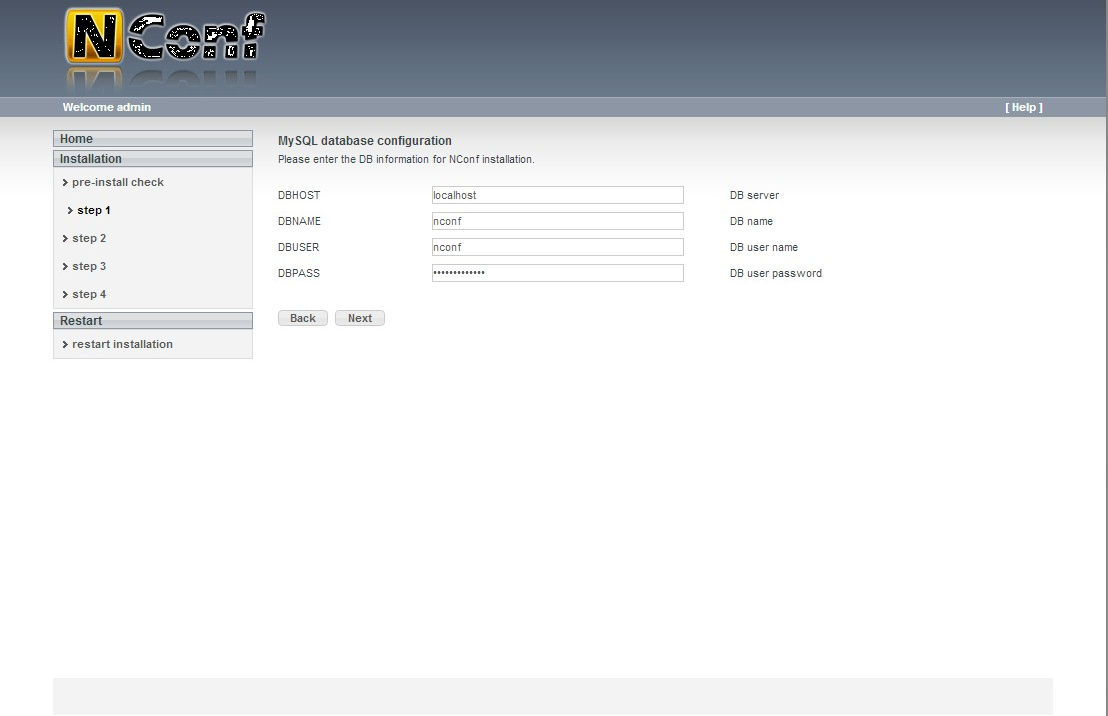 NConf
Welcome admin
[ Help ]
Home
Installation
pre-install check
step 1
step 2
step 3
step 4
Restart
restart installation
MySQL database configuration
Please enter the DB information for NConf installation.
DBHOST localhost DB server
DBNAME nconf DB name
DBUSER nconf DB user name
DBPASS ••••••••••••• DB user password
Back Next